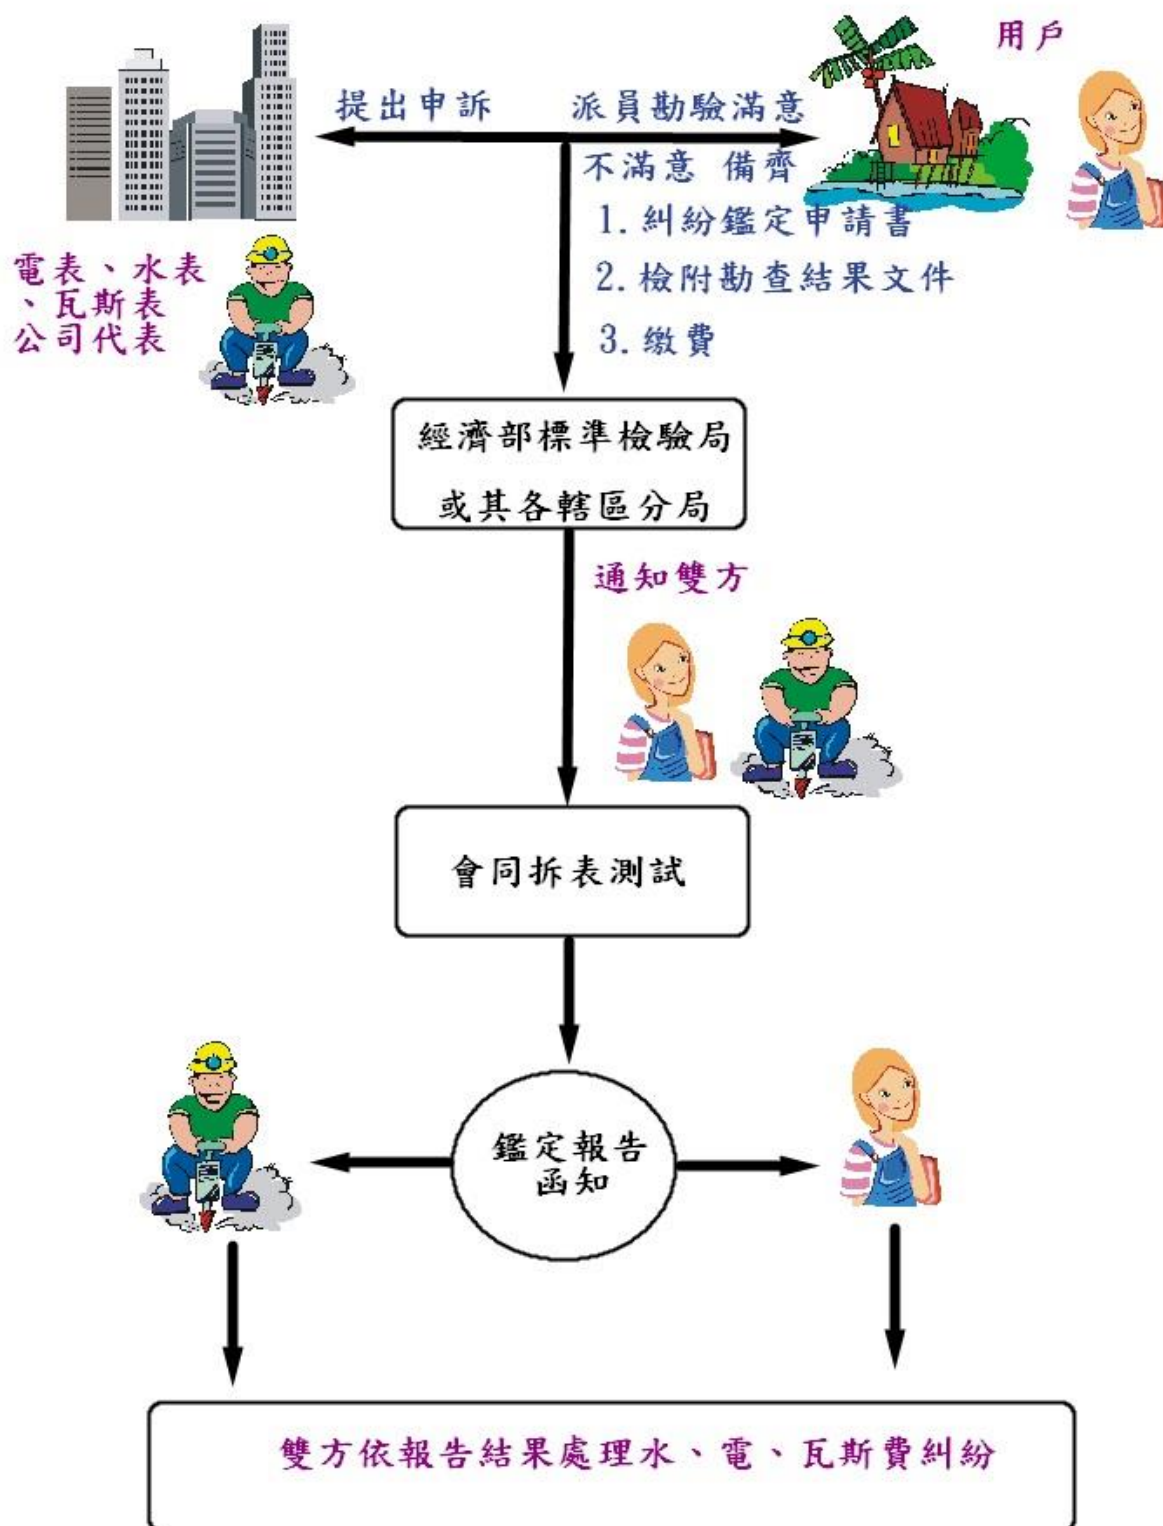 用戶
提出申訴
派員勘驗滿意
不滿意 備齊
1. 糾紛鑑定申請書
2. 檢附勘查結果文件
3. 繳費
電表、水表
、瓦斯表
公司代表
經濟部標準檢驗局
或其各轄區分局
通知雙方
會同拆表測試
鑑定報告
函知
雙方依報告結果處理水、電、瓦斯費糾紛